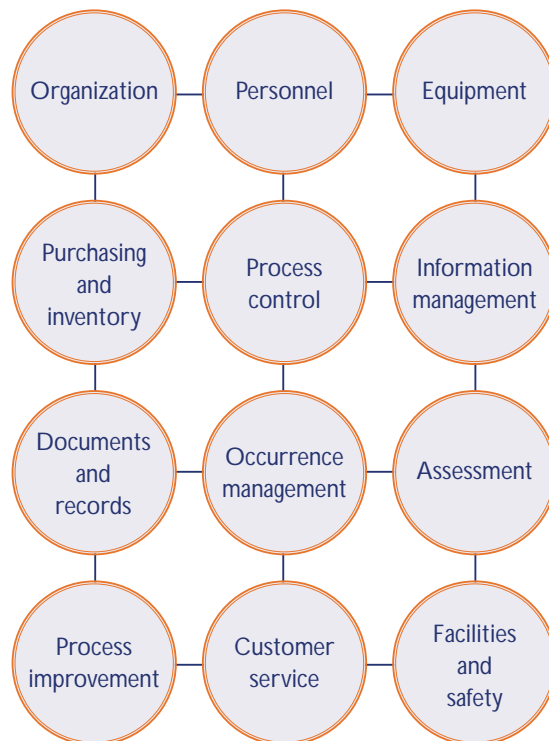 Organization
Personnel
Equipment
Purchasing
and
inventory
Process
control
Information
management
Documents
and
records
Occurrence
management
Assessment
Process
improvement
Customer
service
Facilities
and
safety